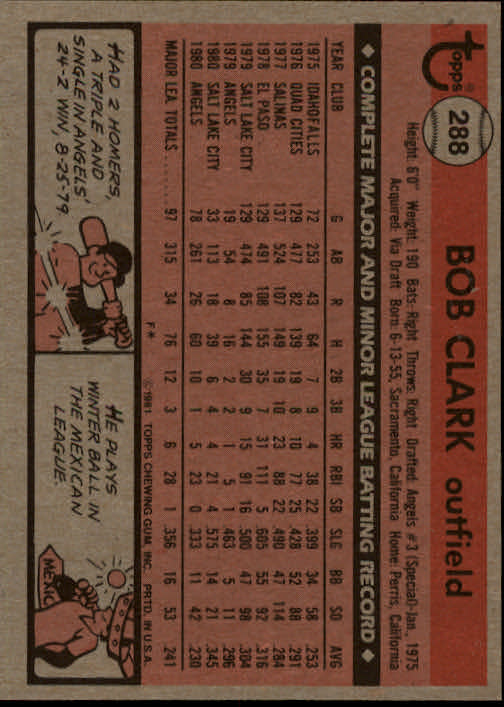 Topps
288
BOB CLARK outfield
Height: 6'0" Weight: 190 Bats: Right Throws: Right Drafted: Angels #3 (Special)-Jan., 1975
Acquired: Via Draft Born: 6-13-55, Sacramento, California Home: Perris, California
◆ COMPLETE MAJOR AND MINOR LEAGUE BATTING RECORD ◆
YEAR CLUB G AB R H 2B 3B HR RBI SB SLG BB SO AVG
1975 IDAHO FALLS 72 253 43 64 7 9 4 38 22 .399 34 58 .253
1976 QUAD CITIES 129 477 82 139 19 8 10 77 25 .428 52 88 .291
1977 SALINAS 137 524 107 149 19 10 23 88 22 .490 47 114 .284
1978 EL PASO 129 491 108 155 35 7 31 111 5 .605 55 92 .316
1979 SALT LAKE CITY 129 474 85 144 30 9 15 91 16 .500 47 98 .304
1979 ANGELS 19 54 8 16 2 2 1 5 1 .463 5 11 .296
1980 SALT LAKE CITY 33 113 18 39 6 4 4 21 4 .575 14 21 .345
1980 ANGELS 78 261 26 60 10 1 5 23 0 .333 11 42 .230
MAJOR LEA. TOTALS 97 315 34 76 12 3 6 28 1 .356 16 53 .241
F* © 1981 TOPPS CHEWING GUM, INC. PRTD. IN U.S.A.
HAD 2 HOMERS,
A TRIPLE AND
SINGLE IN ANGELS'
24-2 WIN, 8-25-79.
HE PLAYS
WINTER BALL IN
THE MEXICAN
LEAGUE.
MEXIC